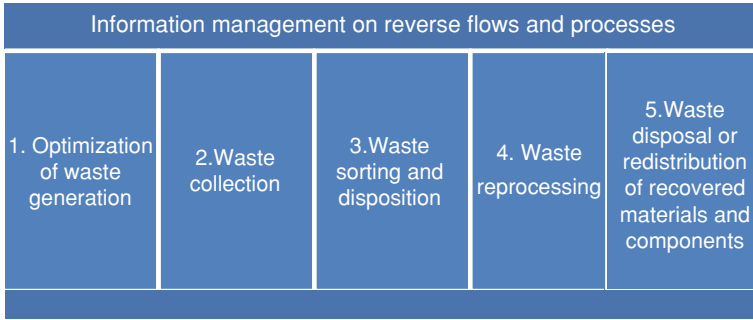 Information management on reverse flows and processes
1. Optimization
of waste
generation
2.Waste
collection
3.Waste
sorting and
disposition
4. Waste
reprocessing
5.Waste
disposal or
redistribution
of recovered
materials and
components